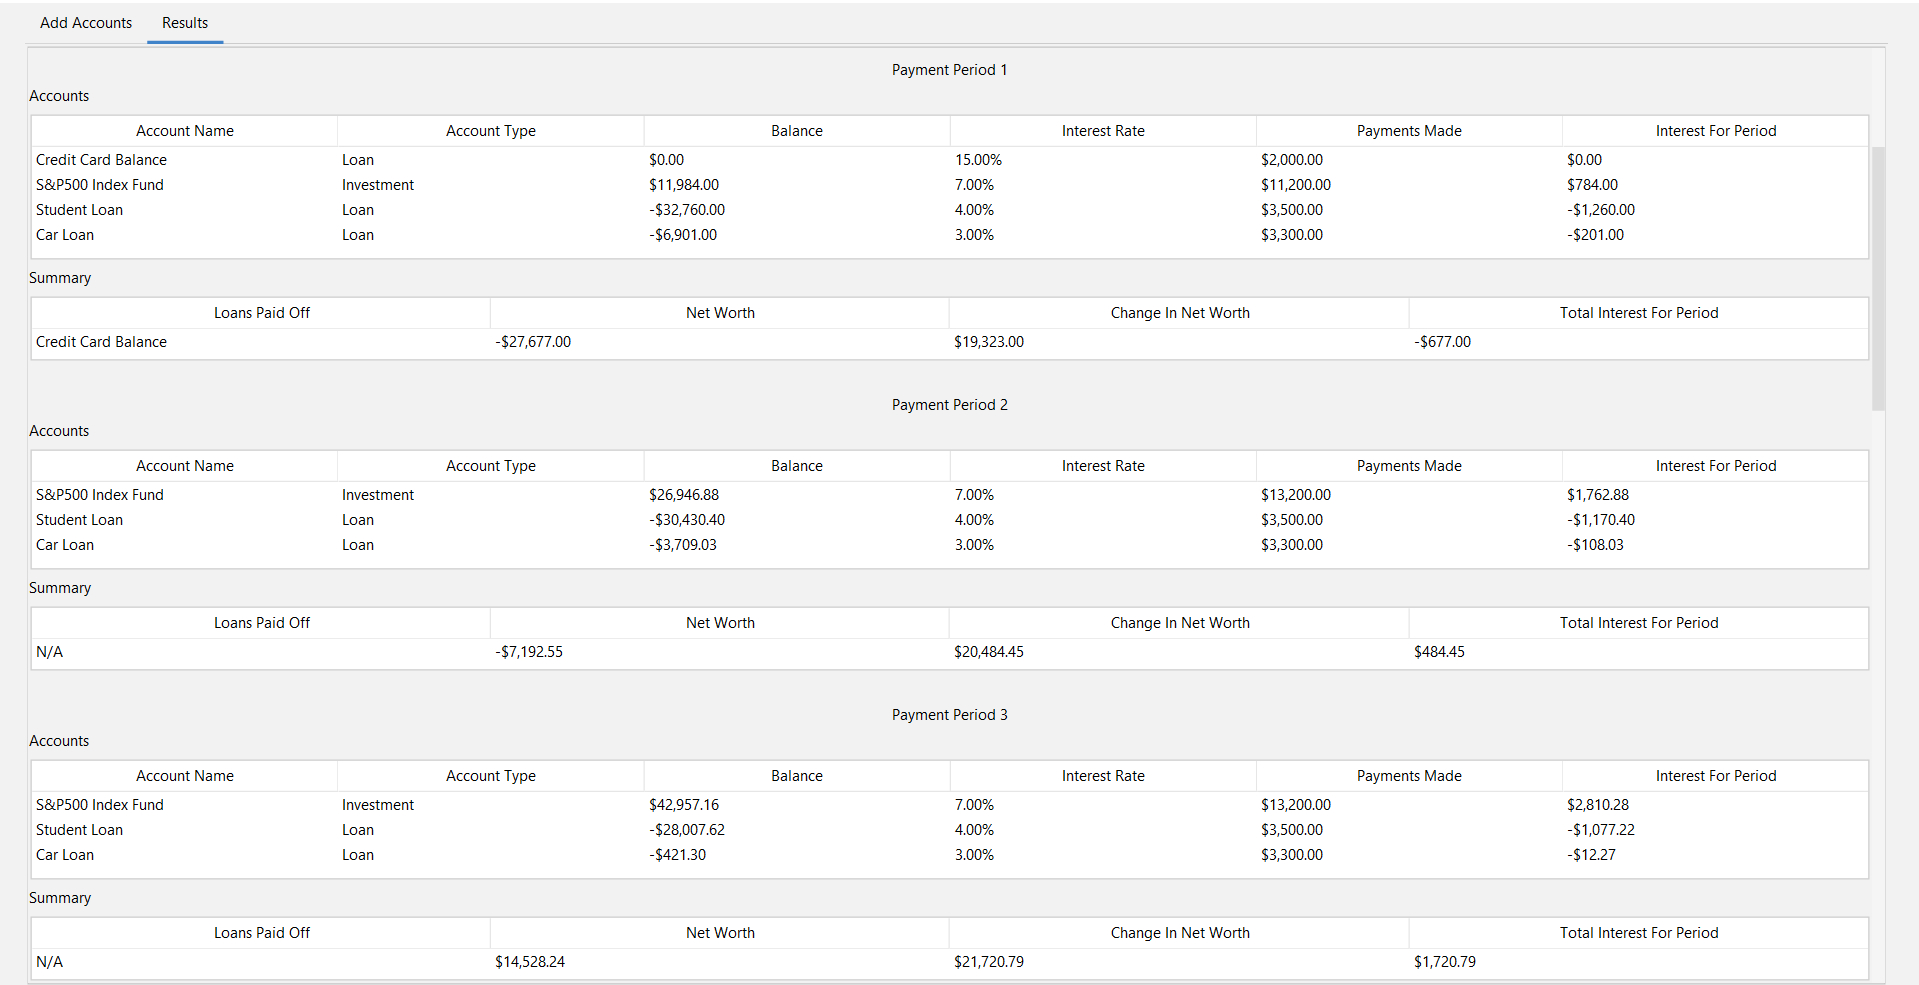 Add Accounts Results
Payment Period 1
Accounts
Account Name Account Type Balance Interest Rate Payments Made Interest For Period
Credit Card Balance Loan $0.00 15.00% $2,000.00 $0.00
S&P500 Index Fund Investment $11,984.00 7.00% $11,200.00 $784.00
Student Loan Loan -$32,760.00 4.00% $3,500.00 -$1,260.00
Car Loan Loan -$6,901.00 3.00% $3,300.00 -$201.00
Summary
Loans Paid Off Net Worth Change In Net Worth Total Interest For Period
Credit Card Balance -$27,677.00 $19,323.00 -$677.00
Payment Period 2
Accounts
Account Name Account Type Balance Interest Rate Payments Made Interest For Period
S&P500 Index Fund Investment $26,946.88 7.00% $13,200.00 $1,762.88
Student Loan Loan -$30,430.40 4.00% $3,500.00 -$1,170.40
Car Loan Loan -$3,709.03 3.00% $3,300.00 -$108.03
Summary
Loans Paid Off Net Worth Change In Net Worth Total Interest For Period
N/A -$7,192.55 $20,484.45 $484.45
Payment Period 3
Accounts
Account Name Account Type Balance Interest Rate Payments Made Interest For Period
S&P500 Index Fund Investment $42,957.16 7.00% $13,200.00 $2,810.28
Student Loan Loan -$28,007.62 4.00% $3,500.00 -$1,077.22
Car Loan Loan -$421.30 3.00% $3,300.00 -$12.27
Summary
Loans Paid Off Net Worth Change In Net Worth Total Interest For Period
N/A $14,528.24 $21,720.79 $1,720.79